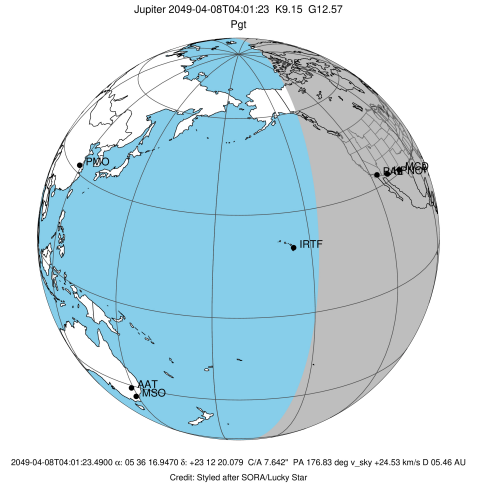 Jupiter 2049-04-08T04:01:23 K9.15 G12.57
Pgt
PMO
MCD
IRTF
AAT
MSO
2049-04-08T04:01:23.4900 α: 05 36 16.9470 δ: +23 12 20.079 C/A 7.642" PA 176.83 deg v_sky +24.53 km/s D 05.46 AU
Credit: Styled after SORA/Lucky Star